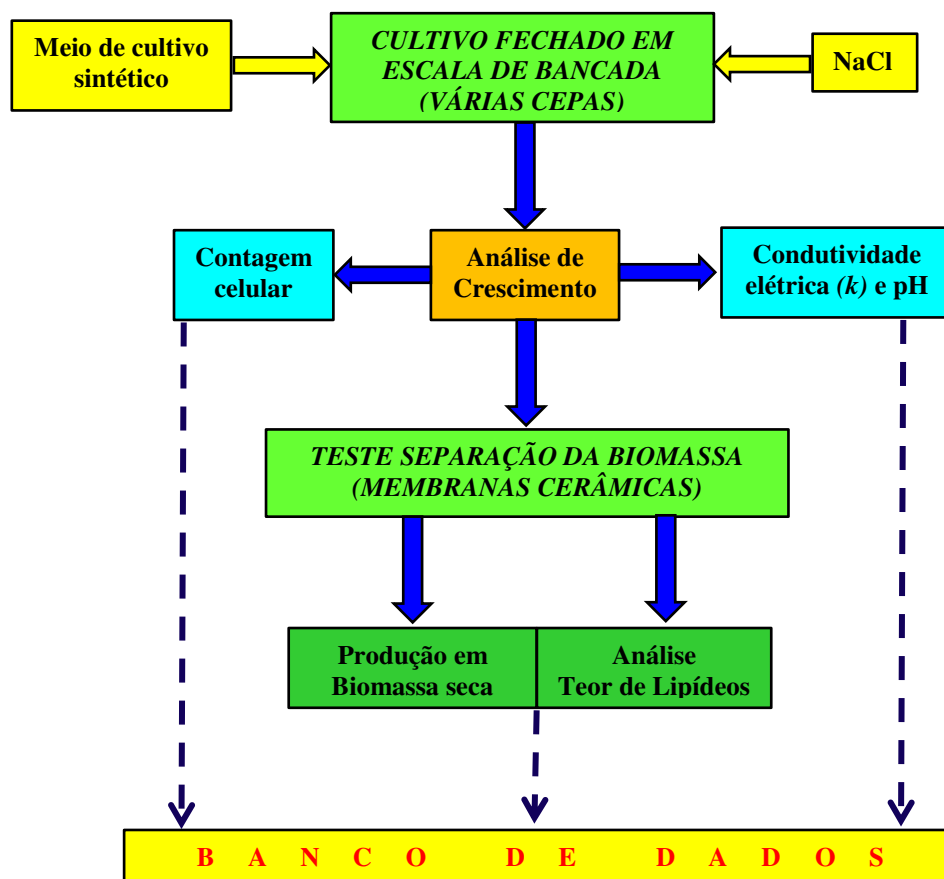 Meio de cultivo
sintético
CULTIVO FECHADO EM
ESCALA DE BANCADA
(VÁRIAS CEPAS)
NaCl
Contagem
celular
Análise de
Crescimento
Condutividade
elétrica (k) e pH
TESTE SEPARAÇÃO DA BIOMASSA
(MEMBRANAS CERÂMICAS)
Produção em
Biomassa seca
Análise
Teor de Lipídeos
B A N C O D E D A D O S